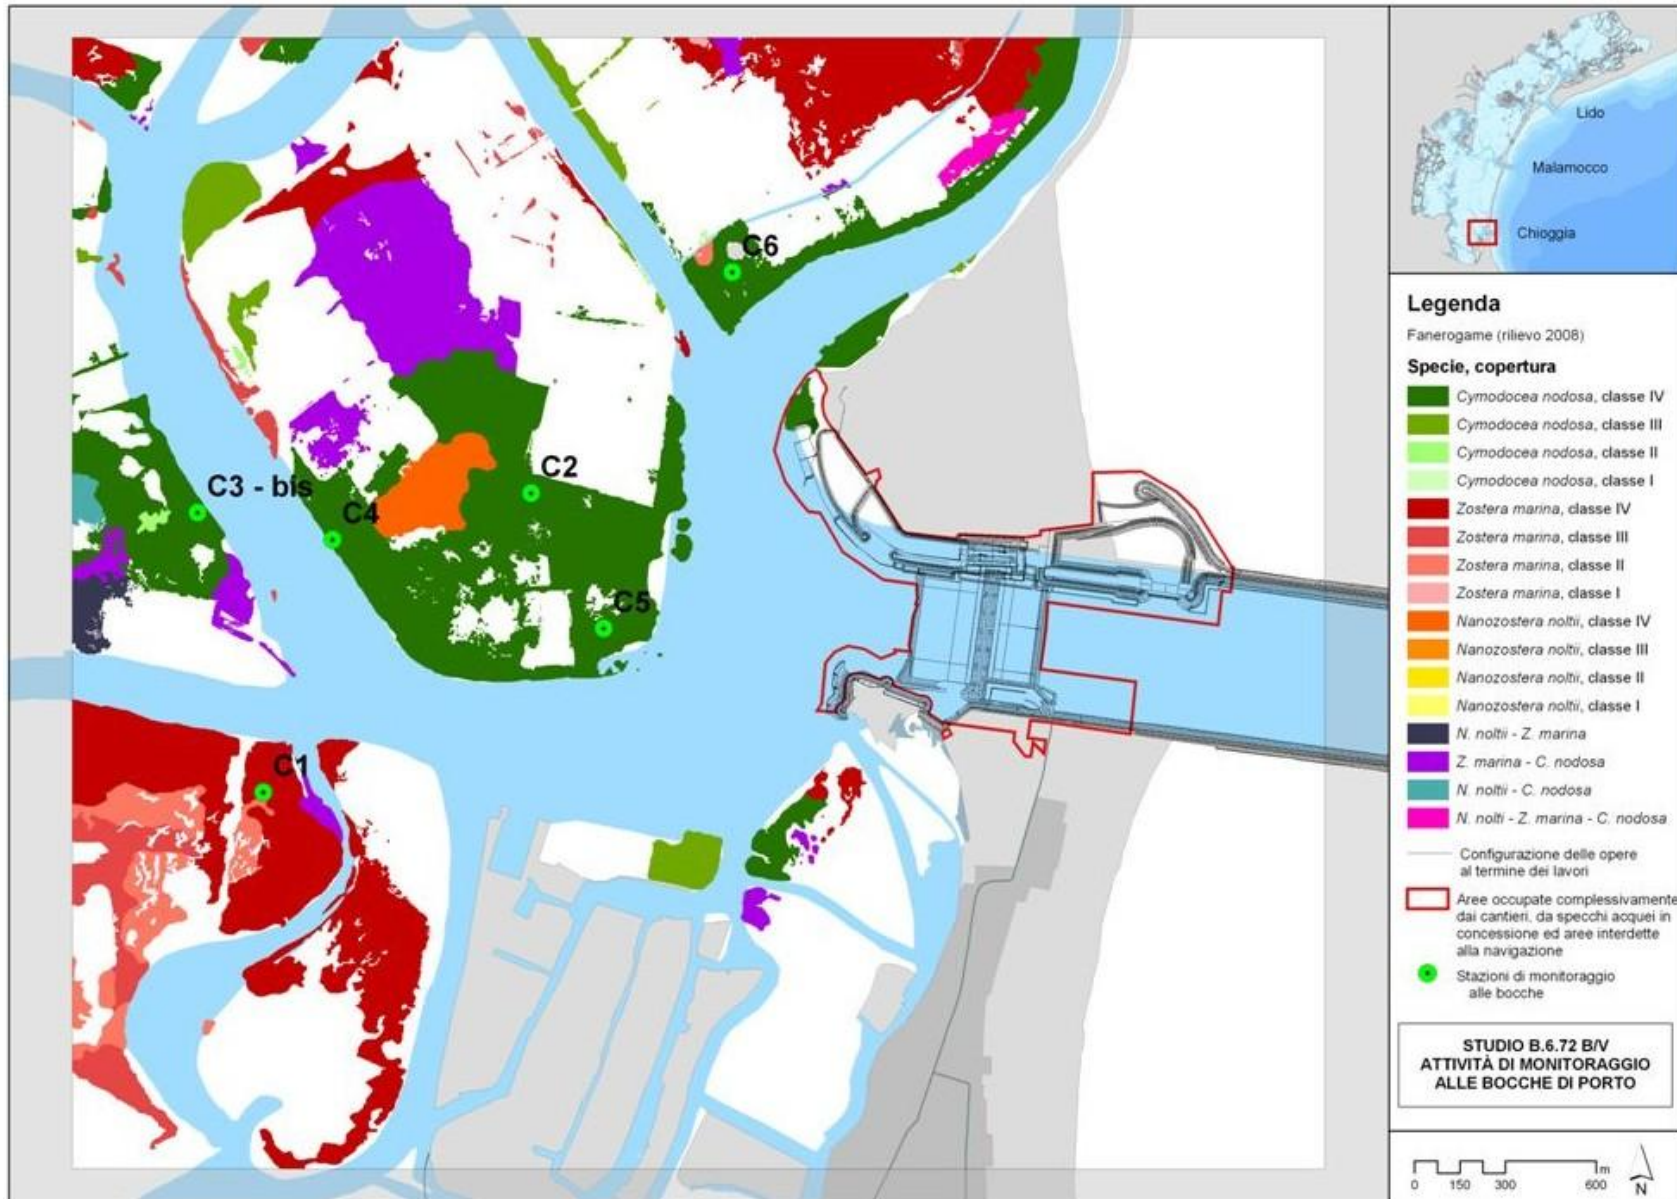 C6
C2
C3 - bis
C4
C5
C1
Lido
Malamocco
Chioggia
Legenda
Fanerogame (rilievo 2008)
Specie, copertura
Cymodocea nodosa, classe IV
Cymodocea nodosa, classe III
Cymodocea nodosa, classe II
Cymodocea nodosa, classe I
Zostera marina, classe IV
Zostera marina, classe III
Zostera marina, classe II
Zostera marina, classe I
Nanozostera noltii, classe IV
Nanozostera noltii, classe III
Nanozostera noltii, classe II
Nanozostera noltii, classe I
N. noltii - Z. marina
Z. marina - C. nodosa
N. noltii - C. nodosa
N. nolti - Z. marina - C. nodosa
Configurazione delle opere
al termine dei lavori
Aree occupate complessivamente
dai cantieri, da specchi acquei in
concessione ed aree interdette
alla navigazione
Stazioni di monitoraggio
alle bocche
STUDIO B.6.72 B/V
ATTIVITÀ DI MONITORAGGIO
ALLE BOCCHE DI PORTO
m
0 150 300 600
N